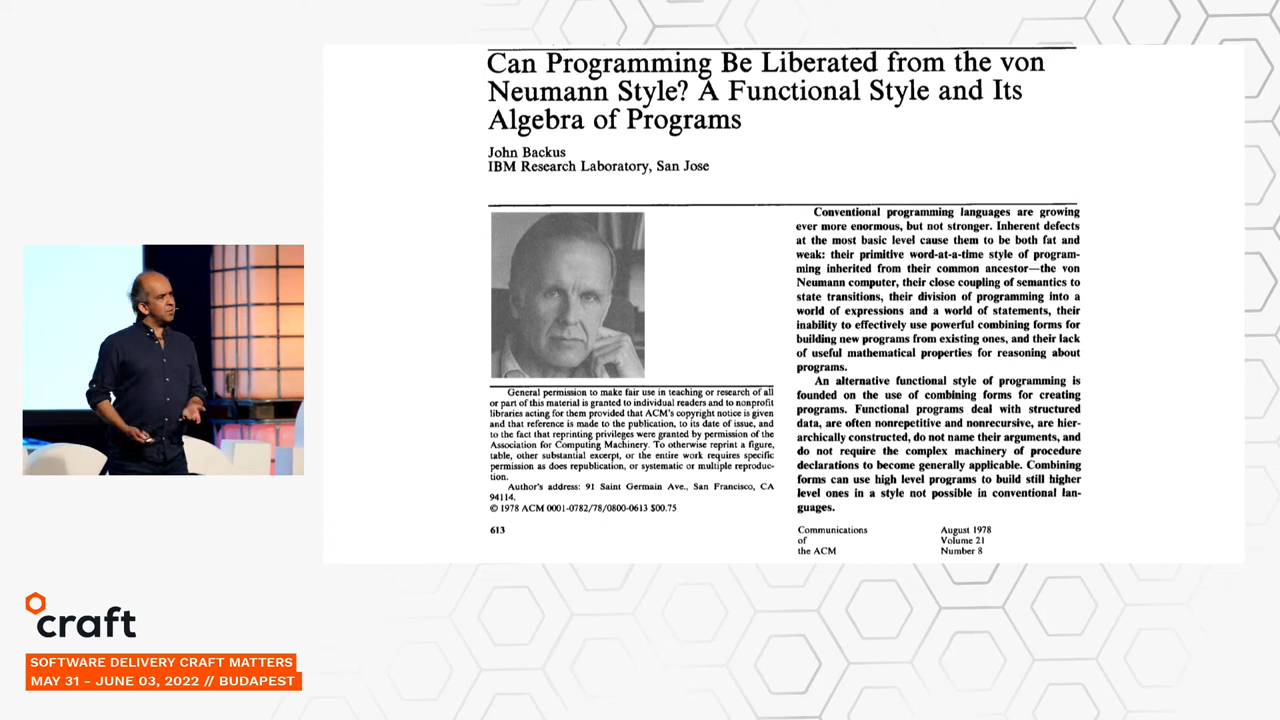 Can Programming Be Liberated from the von
Neumann Style? A Functional Style and Its
Algebra of Programs
John Backus
IBM Research Laboratory, San Jose
General permission to make fair use in teaching or research of all
or part of this material is granted to individual readers and to nonprofit
libraries acting for them provided that ACM's copyright notice is given
and that reference is made to the publication, to its date of issue, and
to the fact that reprinting privileges were granted by permission of the
Association for Computing Machinery. To otherwise reprint a figure,
table, other substantial excerpt, or the entire work requires specific
permission as does republication, or systematic or multiple reproduc-
tion.
Author's address: 91 Saint Germain Ave., San Francisco, CA
94114.
© 1978 ACM 0001-0782/78/0800-0613 $00.75
613
Conventional programming languages are growing
ever more enormous, but not stronger. Inherent defects
at the most basic level cause them to be both fat and
weak: their primitive word-at-a-time style of program-
ming inherited from their common ancestor—the von
Neumann computer, their close coupling of semantics to
state transitions, their division of programming into a
world of expressions and a world of statements, their
inability to effectively use powerful combining forms for
building new programs from existing ones, and their lack
of useful mathematical properties for reasoning about
programs.
An alternative functional style of programming is
founded on the use of combining forms for creating
programs. Functional programs deal with structured
data, are often nonrepetitive and nonrecursive, are hier-
archically constructed, do not name their arguments, and
do not require the complex machinery of procedure
declarations to become generally applicable. Combining
forms can use high level programs to build still higher
level ones in a style not possible in conventional lan-
guages.
Communications
of
the ACM
August 1978
Volume 21
Number 8
craft
SOFTWARE DELIVERY CRAFT MATTERS
MAY 31 - JUNE 03, 2022 // BUDAPEST